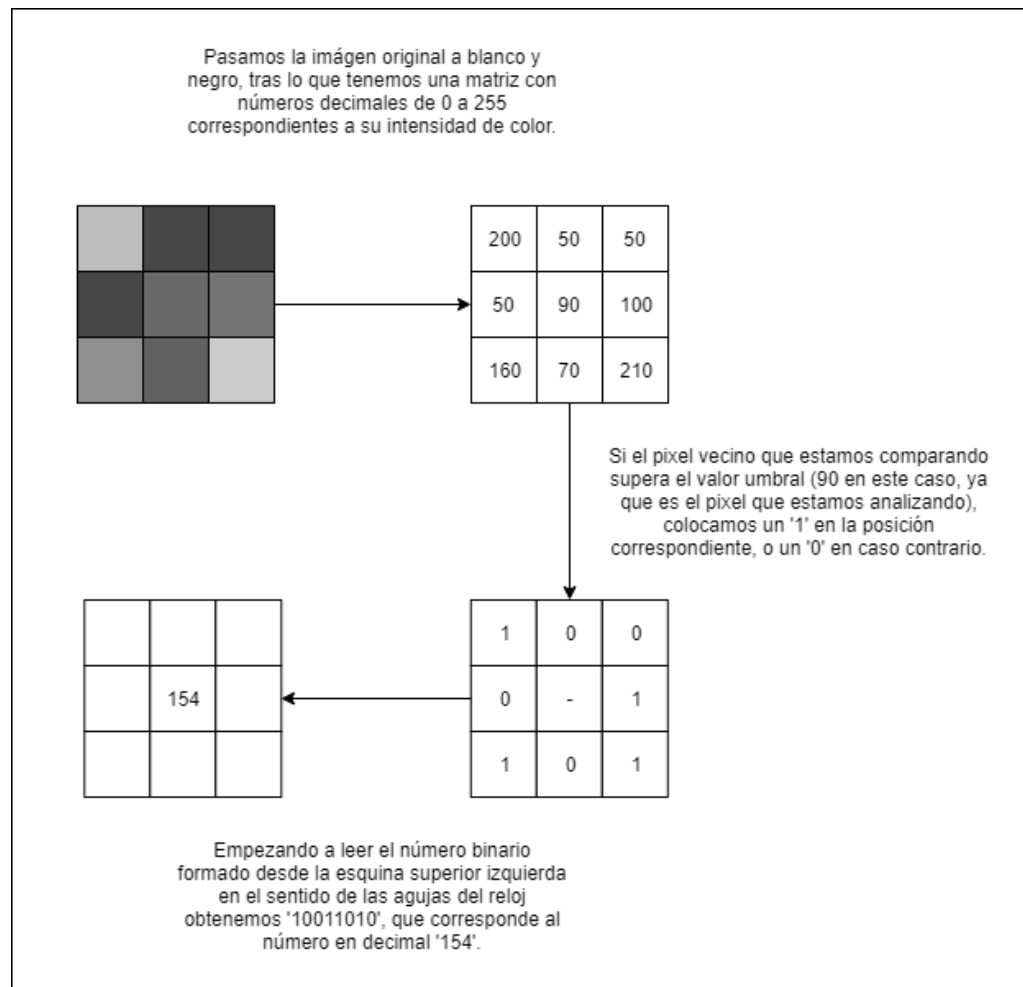 Pasamos la imágen original a blanco y
negro, tras lo que tenemos una matriz con
números decimales de 0 a 255
correspondientes a su intensidad de color.
200 50 50
50 90 100
160 70 210
Si el pixel vecino que estamos comparando
supera el valor umbral (90 en este caso, ya
que es el pixel que estamos analizando),
colocamos un '1' en la posición
correspondiente, o un '0' en caso contrario.
1 0 0
0 - 1
1 0 1
154
Empezando a leer el número binario
formado desde la esquina superior izquierda
en el sentido de las agujas del reloj
obtenemos '10011010', que corresponde al
número en decimal '154'.